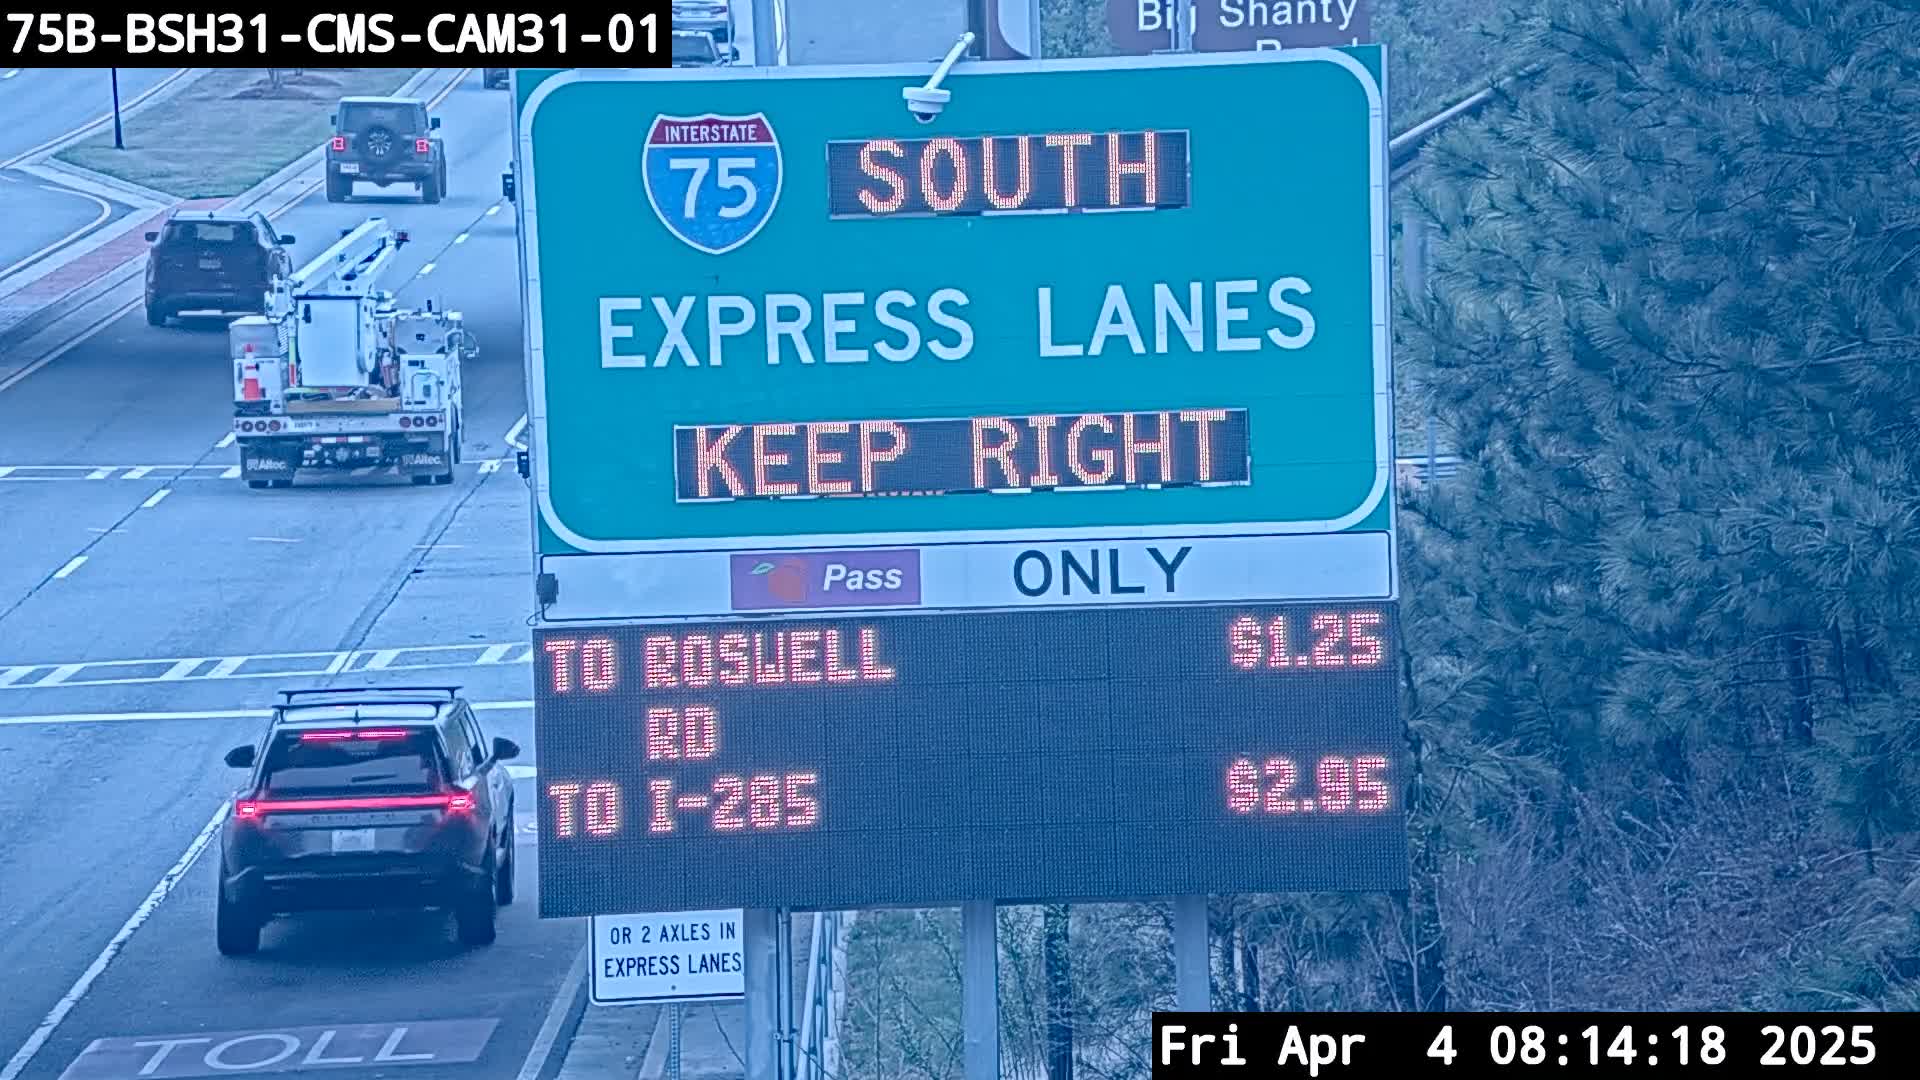 75B-BSH31-CMS-CAM31-01
Big Shanty
INTERSTATE
75
SOUTH
EXPRESS LANES
KEEP RIGHT
Pass
ONLY
TO ROSWELL $1.25
RD
TO I-285 $2.95
OR 2 AXLES IN
EXPRESS LANES
Altec
Altec
TOLL
Fri Apr 4 08:14:18 2025